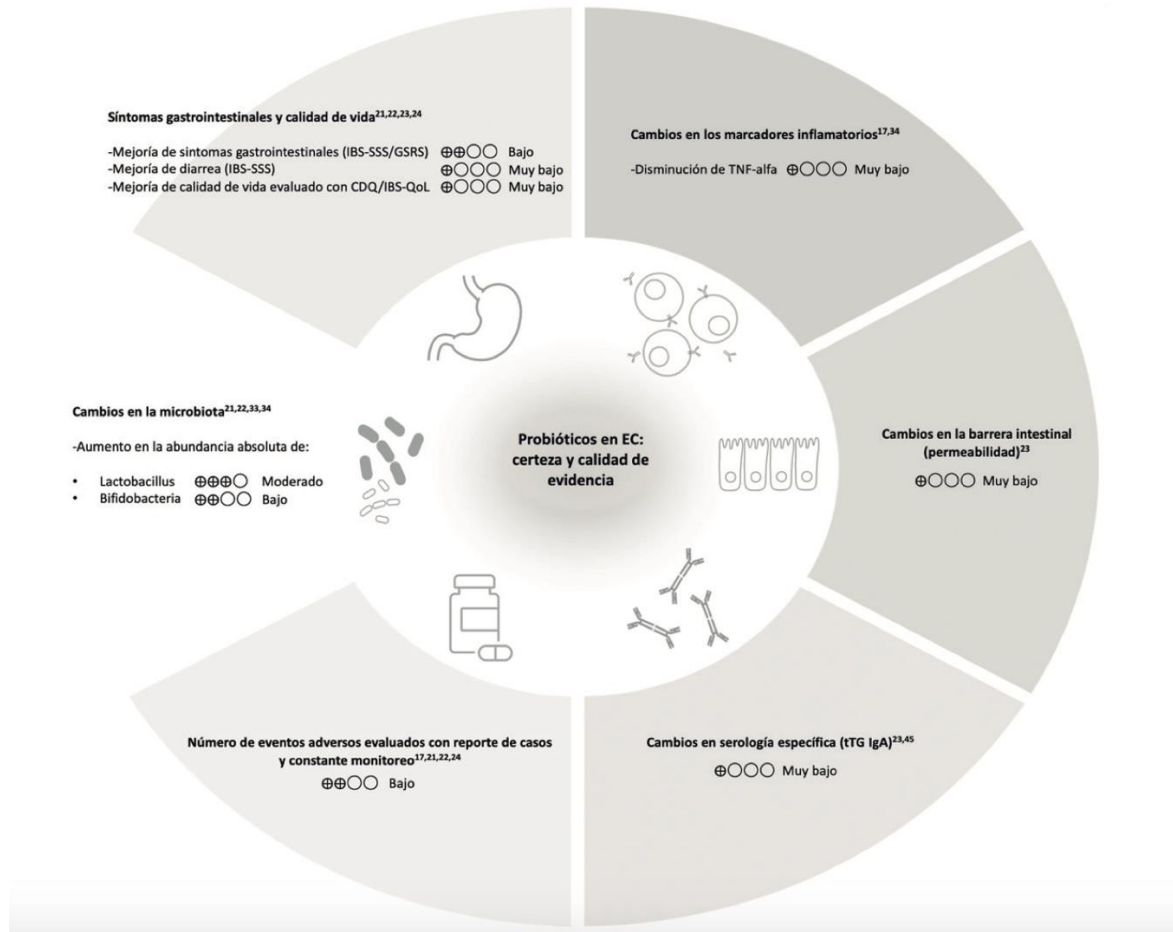 Síntomas gastrointestinales y calidad de vida21,22,23,24
-Mejoría de sintomas gastrointestinales (IBS-SSS/GSRS) ⊕⊕○○ Bajo
-Mejoría de diarrea (IBS-SSS) ⊕○○○ Muy bajo
-Mejoría de calidad de vida evaluado con CDQ/IBS-QoL ⊕○○○ Muy bajo
Cambios en los marcadores inflamatorios17,34
-Disminución de TNF-alfa ⊕○○○ Muy bajo
Cambios en la microbiota21,22,33,34
-Aumento en la abundancia absoluta de:
• Lactobacillus ⊕⊕⊕○ Moderado
• Bifidobacteria ⊕⊕○○ Bajo
Probióticos en EC:
certeza y calidad de
evidencia
Cambios en la barrera intestinal
(permeabilidad)23
⊕○○○ Muy bajo
Número de eventos adversos evaluados con reporte de casos
y constante monitoreo17,21,22,24
⊕⊕○○ Bajo
Cambios en serología específica (tTG IgA)23,45
⊕○○○ Muy bajo